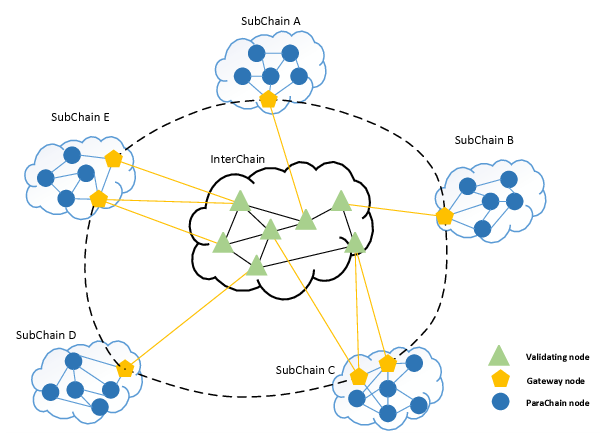 SubChain A
SubChain E
SubChain B
InterChain
SubChain D
SubChain C
Validating node
Gateway node
ParaChain node